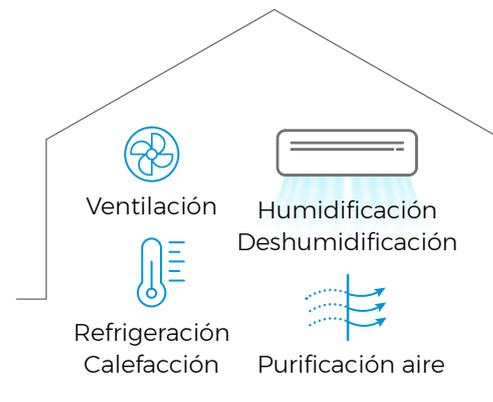 Ventilación
Humidificación
Deshumidificación
Refrigeración
Calefacción
Purificación aire